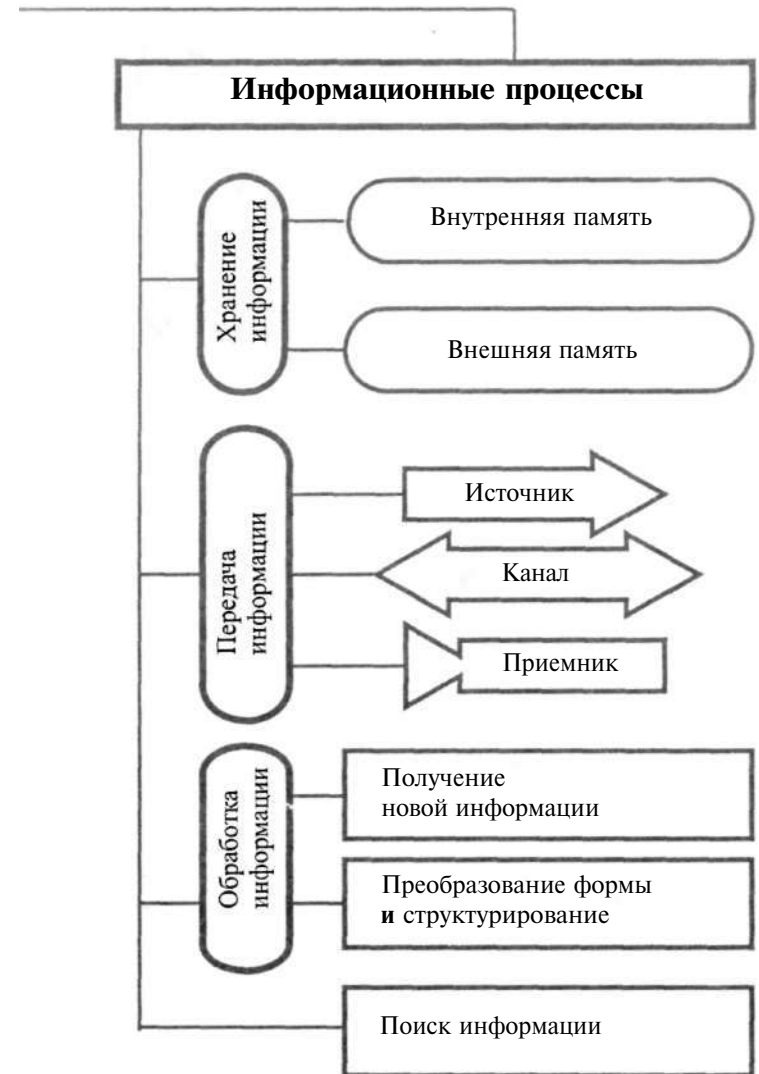 Информационные процессы
Хранение
информации
Внутренняя память
Внешняя память
Передача
информации
Источник
Канал
Приемник
Обработка
информации
Получение
новой информации
Преобразование формы
и структурирование
Поиск информации